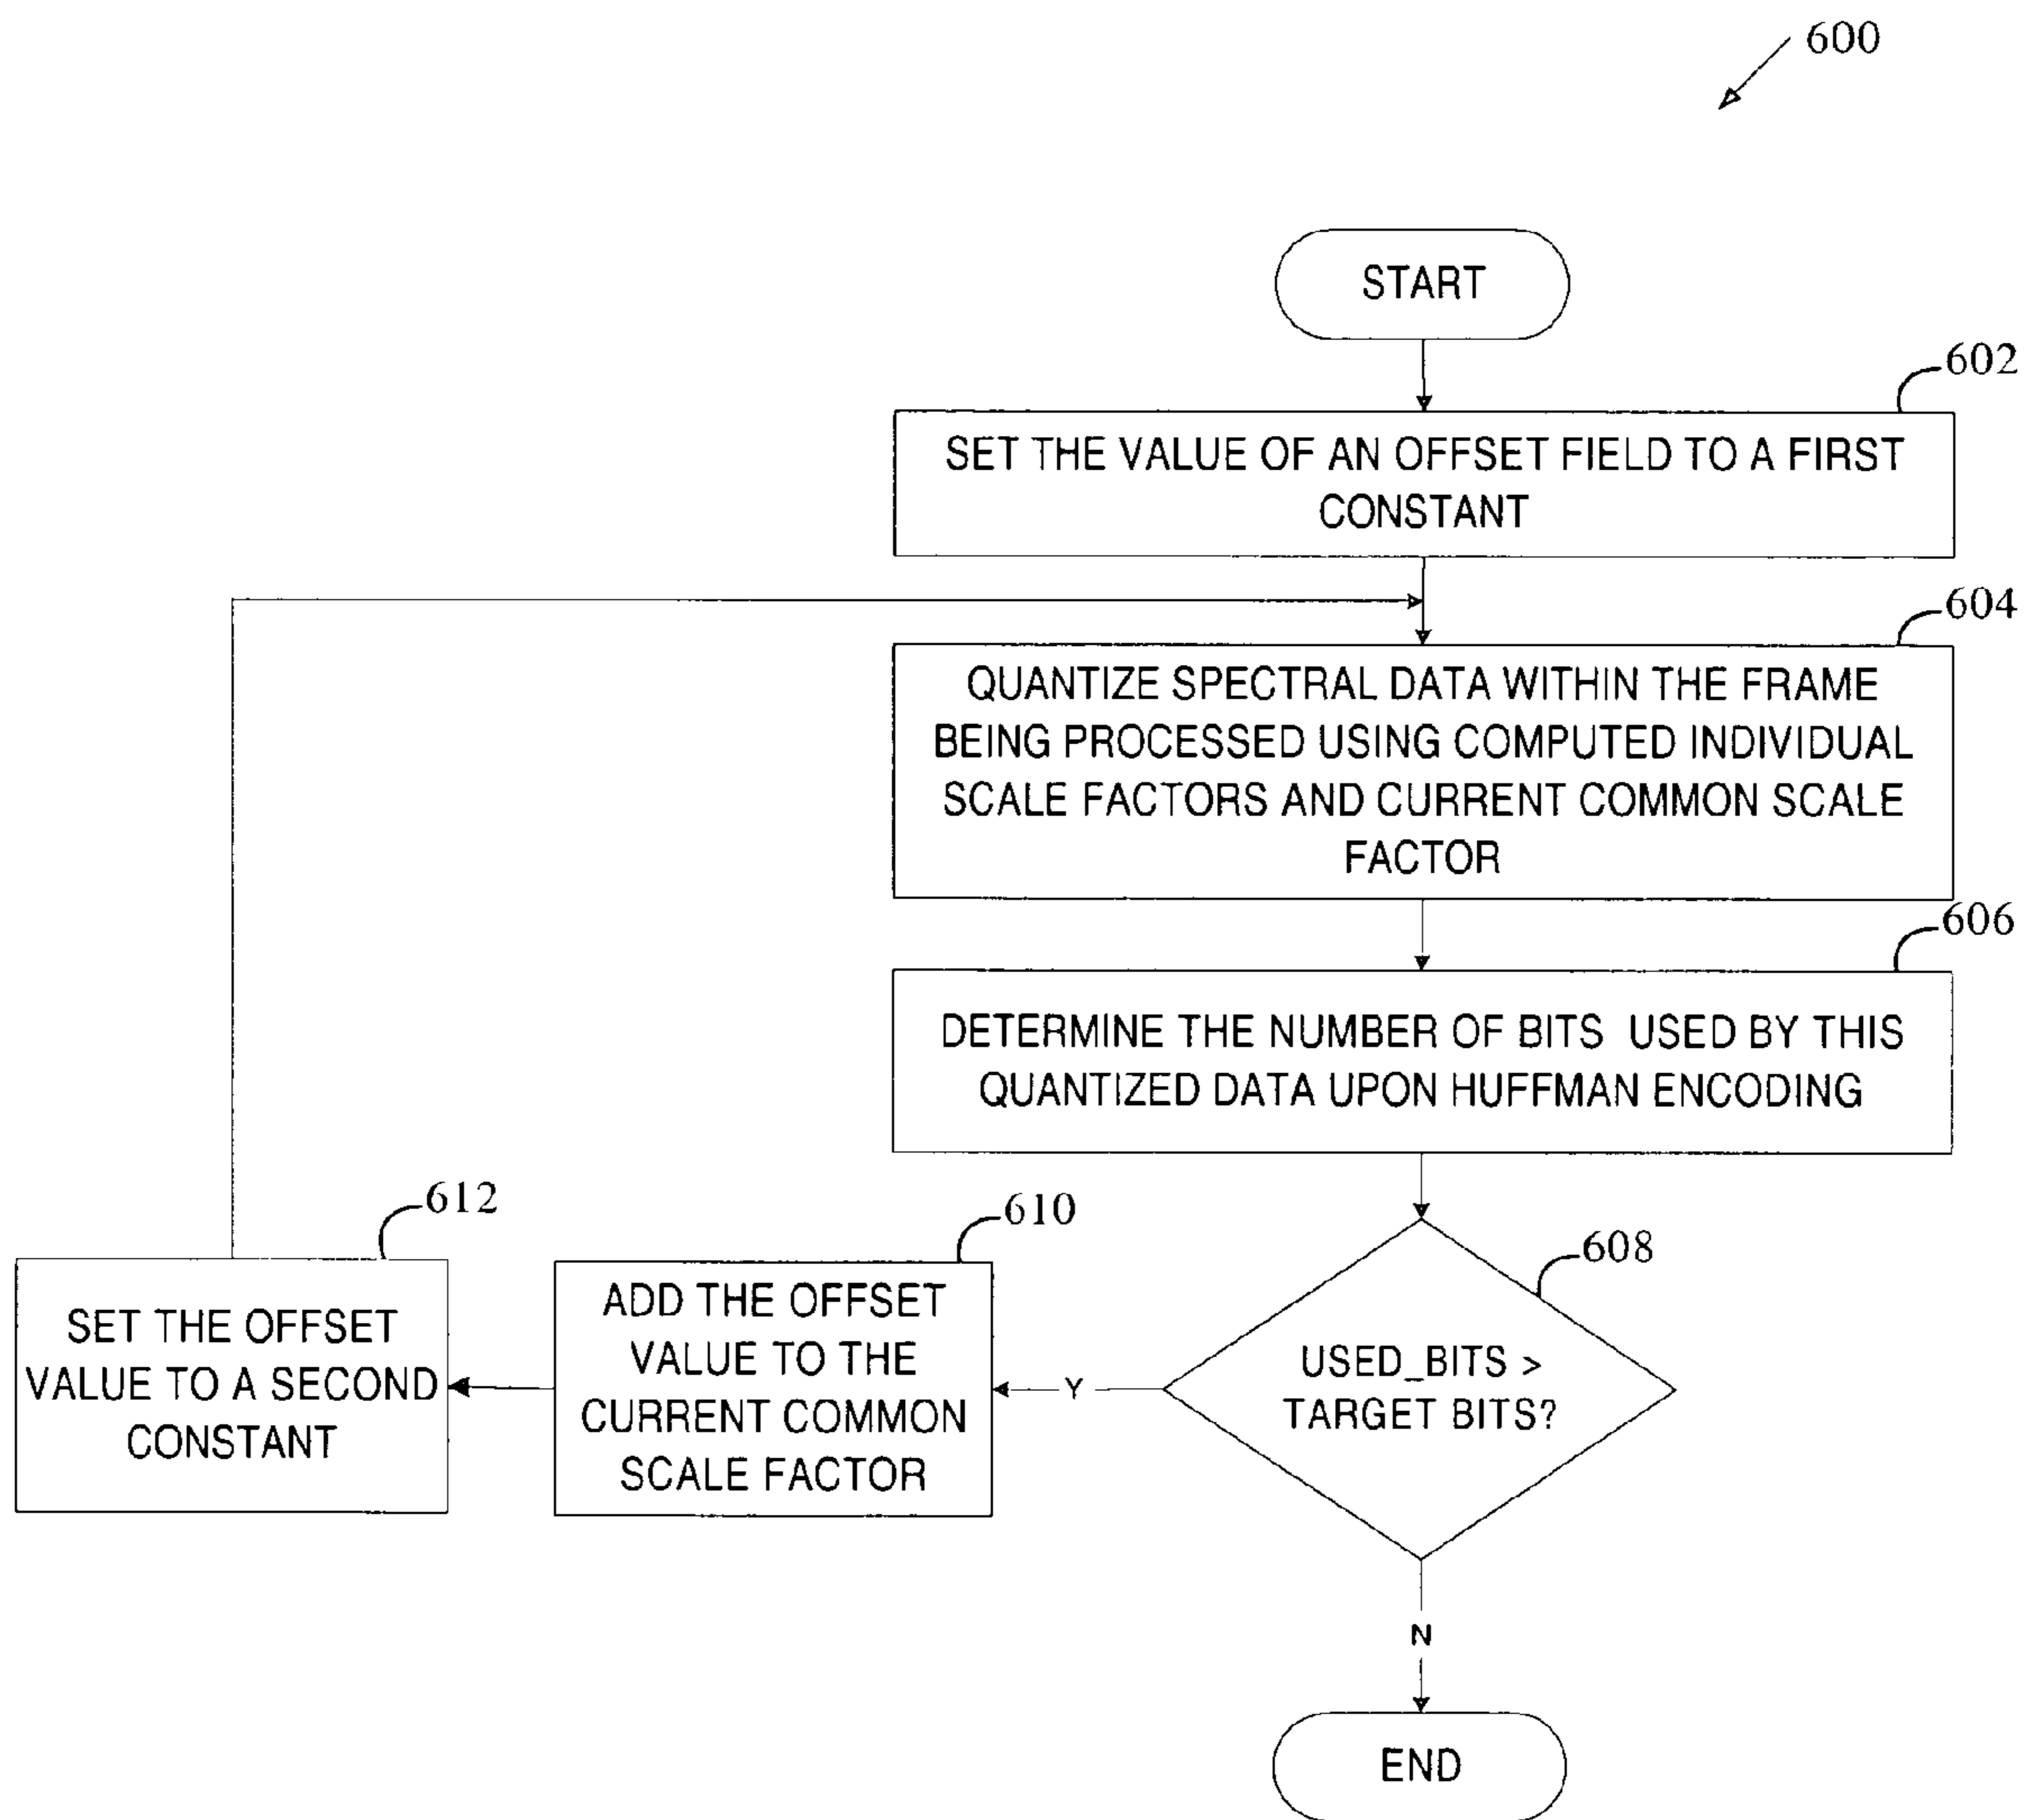 600
START
602
SET THE VALUE OF AN OFFSET FIELD TO A FIRST
CONSTANT
604
QUANTIZE SPECTRAL DATA WITHIN THE FRAME
BEING PROCESSED USING COMPUTED INDIVIDUAL
SCALE FACTORS AND CURRENT COMMON SCALE
FACTOR
606
DETERMINE THE NUMBER OF BITS USED BY THIS
QUANTIZED DATA UPON HUFFMAN ENCODING
608
USED_BITS >
TARGET BITS?
Y
610
ADD THE OFFSET
VALUE TO THE
CURRENT COMMON
SCALE FACTOR
612
SET THE OFFSET
VALUE TO A SECOND
CONSTANT
N
END